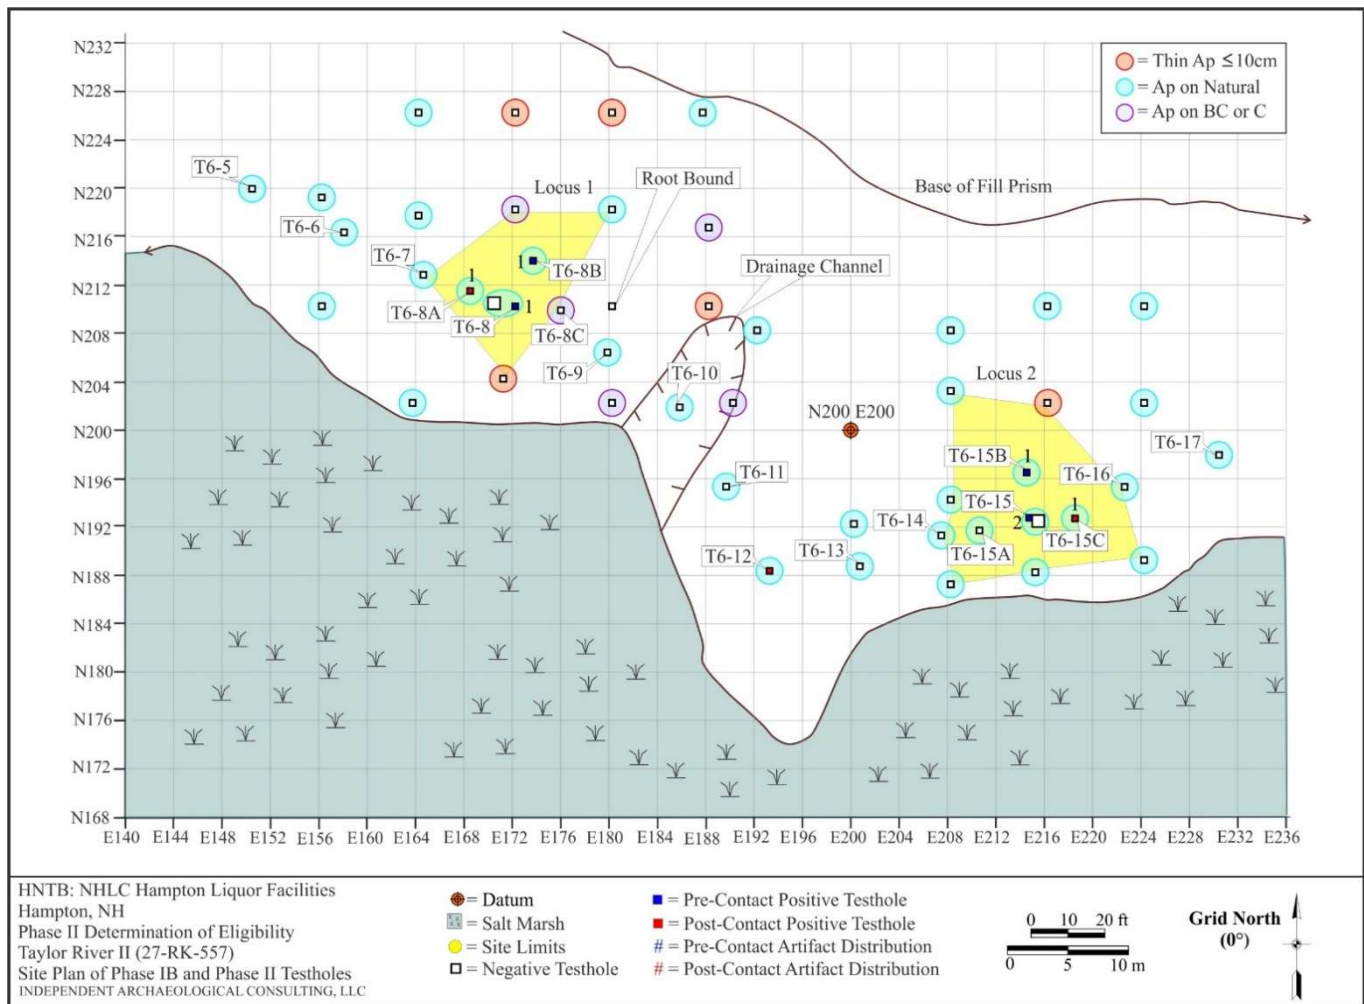 N232
N228
N224
N220
N216
N212
N208
N204
N200
N196
N192
N188
N184
N180
N176
N172
N168
E140 E144 E148 E152 E156 E160 E164 E168 E172 E176 E180 E184 E188 E192 E196 E200 E204 E208 E212 E216 E220 E224 E228 E232 E236
= Thin Ap ≤10cm
= Ap on Natural
= Ap on BC or C
Base of Fill Prism
T6-5
T6-6
T6-7
Locus 1
Root Bound
1
T6-8B
1
T6-8A
T6-8
1
T6-8C
T6-9
Drainage Channel
T6-10
T6-11
T6-12
T6-13
N200 E200
Locus 2
T6-15B
1
T6-16
T6-17
T6-15
1
T6-14
2
T6-15A
T6-15C
HNTB: NHLC Hampton Liquor Facilities
Hampton, NH
Phase II Determination of Eligibility
Taylor River II (27-RK-557)
Site Plan of Phase IB and Phase II Testholes
INDEPENDENT ARCHAEOLOGICAL CONSULTING, LLC
= Datum
= Salt Marsh
= Site Limits
= Negative Testhole
= Pre-Contact Positive Testhole
= Post-Contact Positive Testhole
# = Pre-Contact Artifact Distribution
# = Post-Contact Artifact Distribution
0 10 20 ft
0 5 10 m
Grid North
(0°)